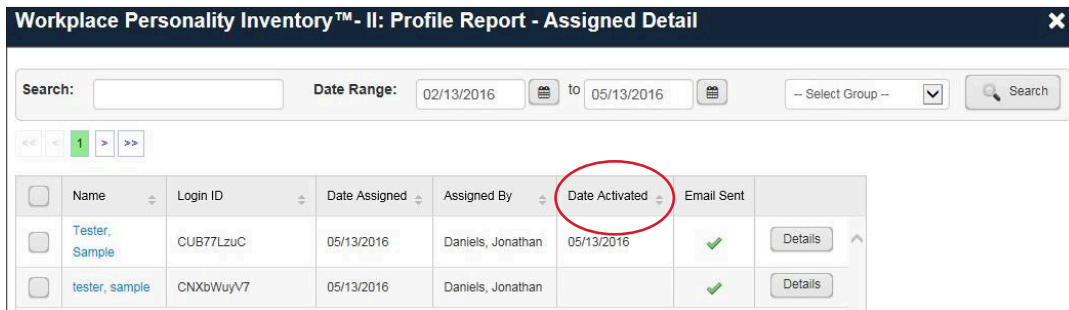 Workplace Personality Inventory™- II: Profile Report - Assigned Detail
Search: Date Range: 02/13/2016 to 05/13/2016 -- Select Group -- Search
<< < 1 > >>
Name Login ID Date Assigned Assigned By Date Activated Email Sent
Tester,
Sample CUB77LzuC 05/13/2016 Daniels, Jonathan 05/13/2016 Details
tester, sample CNXbWuyV7 05/13/2016 Daniels, Jonathan Details